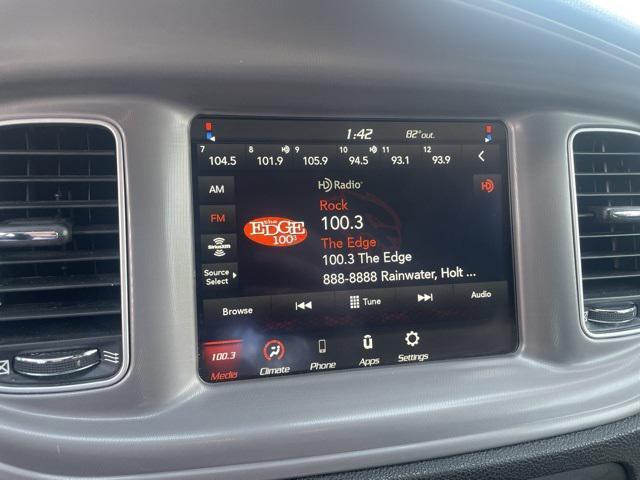 1:42 82° out.
7 8 9 10 11 12
104.5 101.9 105.9 94.5 93.1 93.9
AM
HD Radio
FM
Rock
100.3
the EDGE 100.3
The Edge
SiriusXM
100.3 The Edge
Source Select
888-8888 Rainwater, Holt ...
Browse Tune Audio
100.3
Media Climate Phone Apps Settings